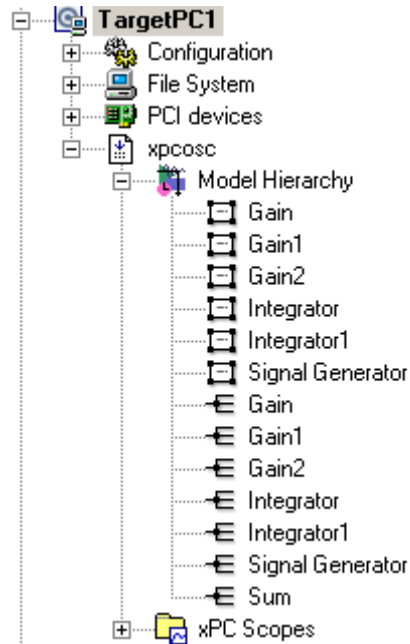 TargetPC1
Configuration
File System
PCI devices
xpcosc
Model Hierarchy
Gain
Gain1
Gain2
Integrator
Integrator1
Signal Generator
Gain
Gain1
Gain2
Integrator
Integrator1
Signal Generator
Sum
xPC Scopes